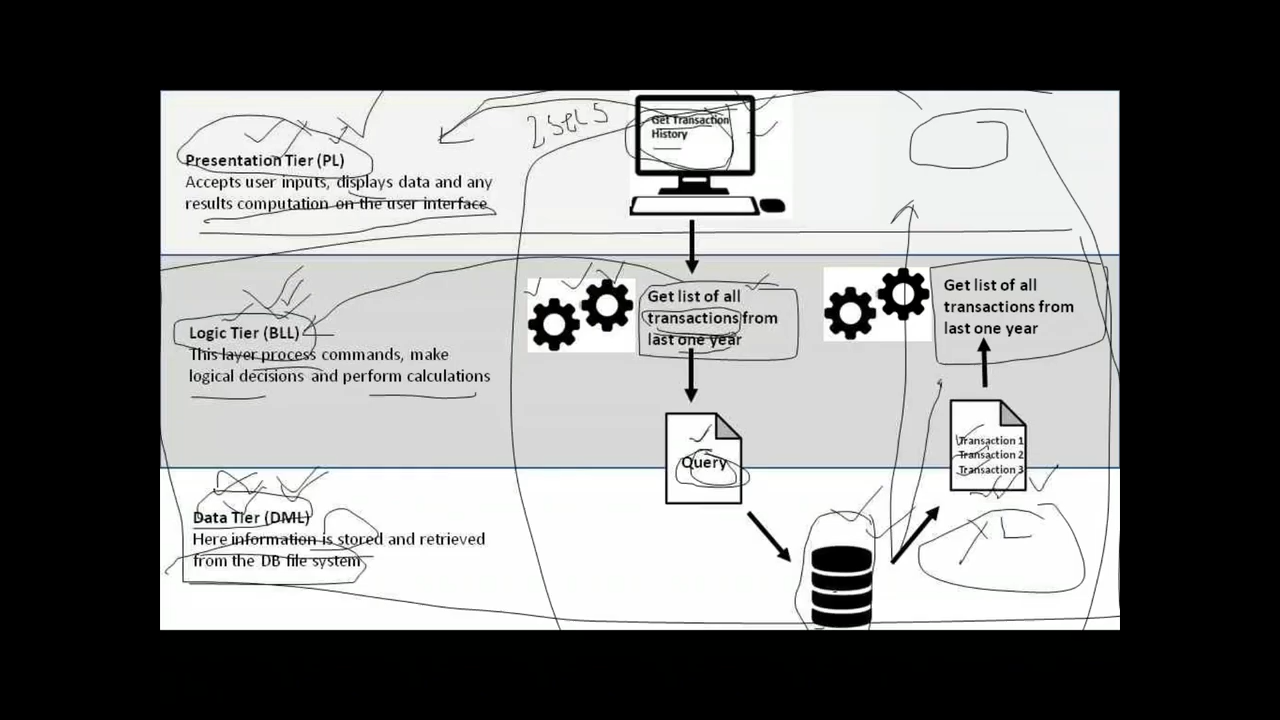 Presentation Tier (PL)
Accepts user inputs, displays data and any
results computation on the user interface
Get Transaction
History
Logic Tier (BLL)
This layer process commands, make
logical decisions and perform calculations
Get list of all
transactions from
last one year
Get list of all
transactions from
last one year
Query
Transaction 1
Transaction 2
Transaction 3
Data Tier (DML)
Here information is stored and retrieved
from the DB file system